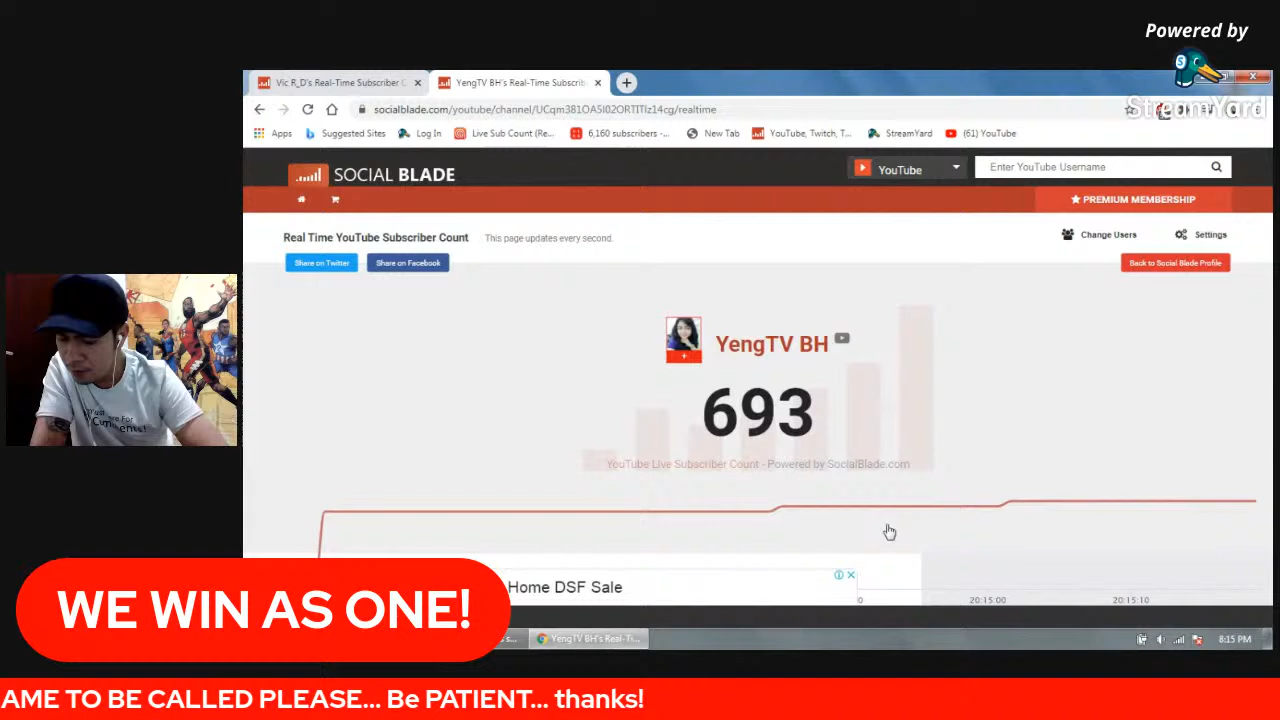 Powered by
StreamYard
Vic R_D's Real-Time Subscriber C
YengTV BH's Real-Time Subscrib
socialblade.com/youtube/channel/UCqm381OA5I02ORTITIz14cg/realtime
Apps
Suggested Sites
Log In
Live Sub Count (Re...
6,160 subscribers -...
New Tab
YouTube, Twitch, T...
StreamYard
(61) YouTube
SOCIAL BLADE
YouTube
Enter YouTube Username
PREMIUM MEMBERSHIP
Real Time YouTube Subscriber Count
This page updates every second.
Change Users
Settings
Share on Twitter
Share on Facebook
Back to Social Blade Profile
YengTV BH
693
YouTube Live Subscriber Count - Powered by SocialBlade.com
Home DSF Sale
0
20:15:00
20:15:10
WE WIN AS ONE!
YengTV BH's Real-Ti...
8:15 PM
AME TO BE CALLED PLEASE... Be PATIENT... thanks!